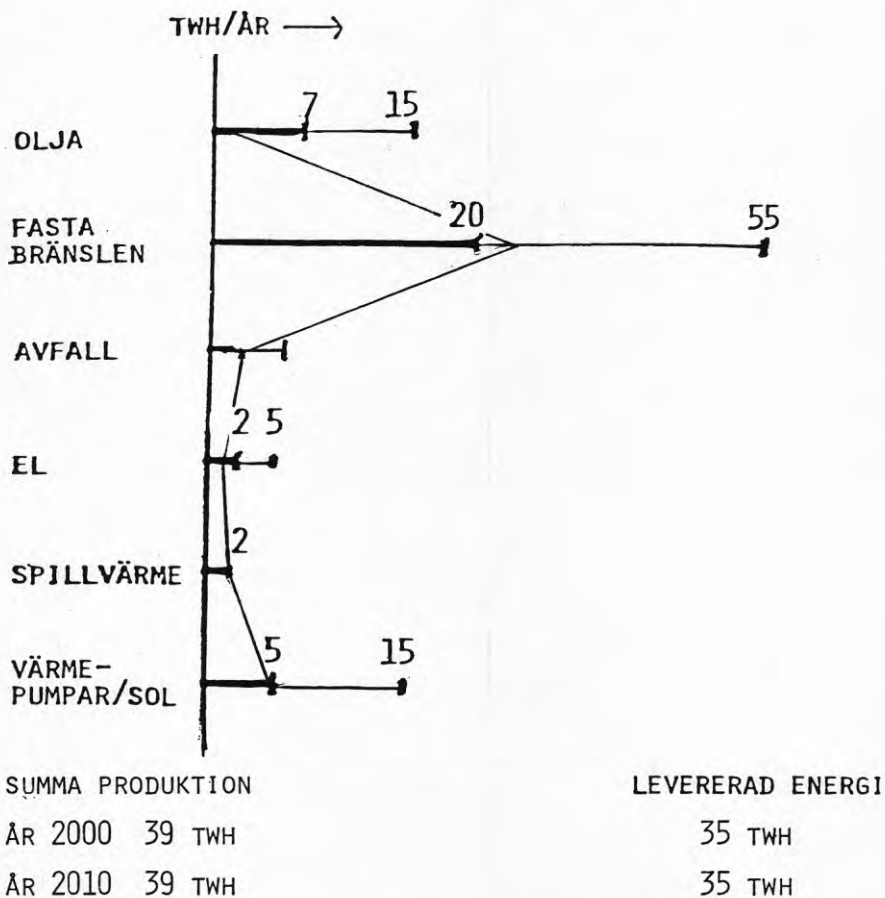 TWH/ÅR →
7 15
OLJA
20 55
FASTA
BRÄNSLEN
AVFALL
2 5
EL
2
SPILLVÄRME
5 15
VÄRME-
PUMPAR/SOL
SUMMA PRODUKTION LEVERERAD ENERGI
ÅR 2000 39 TWH 35 TWH
ÅR 2010 39 TWH 35 TWH